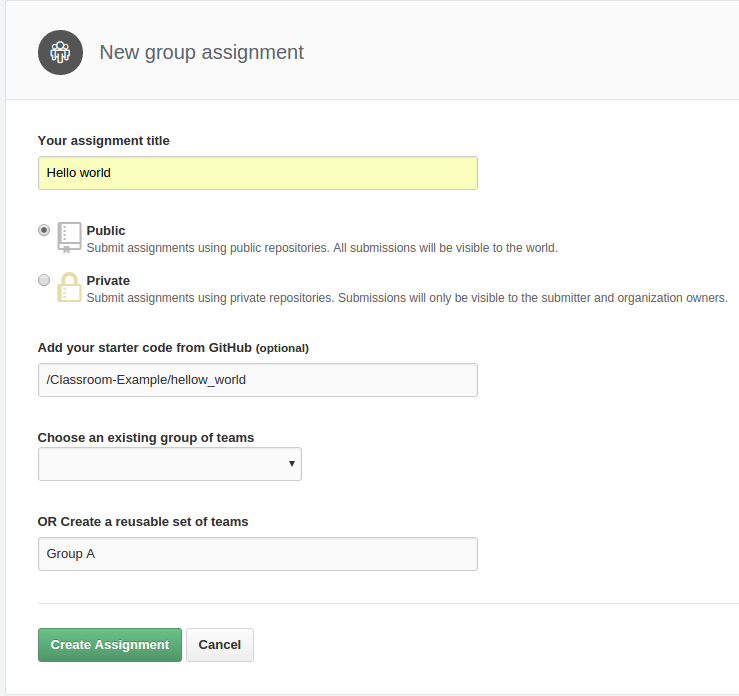 New group assignment
Your assignment title
Hello world
Public
Submit assignments using public repositories. All submissions will be visible to the world.
Private
Submit assignments using private repositories. Submissions will only be visible to the submitter and organization owners.
Add your starter code from GitHub (optional)
/Classroom-Example/hellow_world
Choose an existing group of teams
OR Create a reusable set of teams
Group A
Create Assignment Cancel